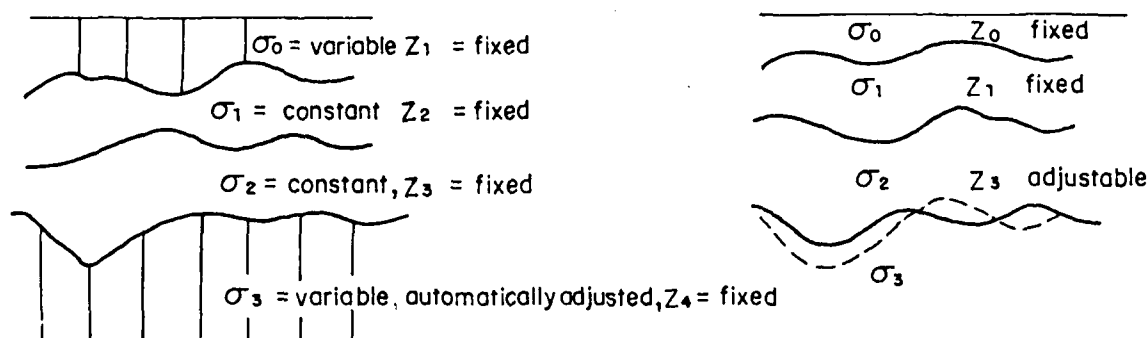 σ0 = variable Z1 = fixed
σ1 = constant Z2 = fixed
σ2 = constant, Z3 = fixed
σ3 = variable, automatically adjusted, Z4 = fixed
σ0 Z0 fixed
σ1 Z1 fixed
σ2 Z3 adjustable
σ3